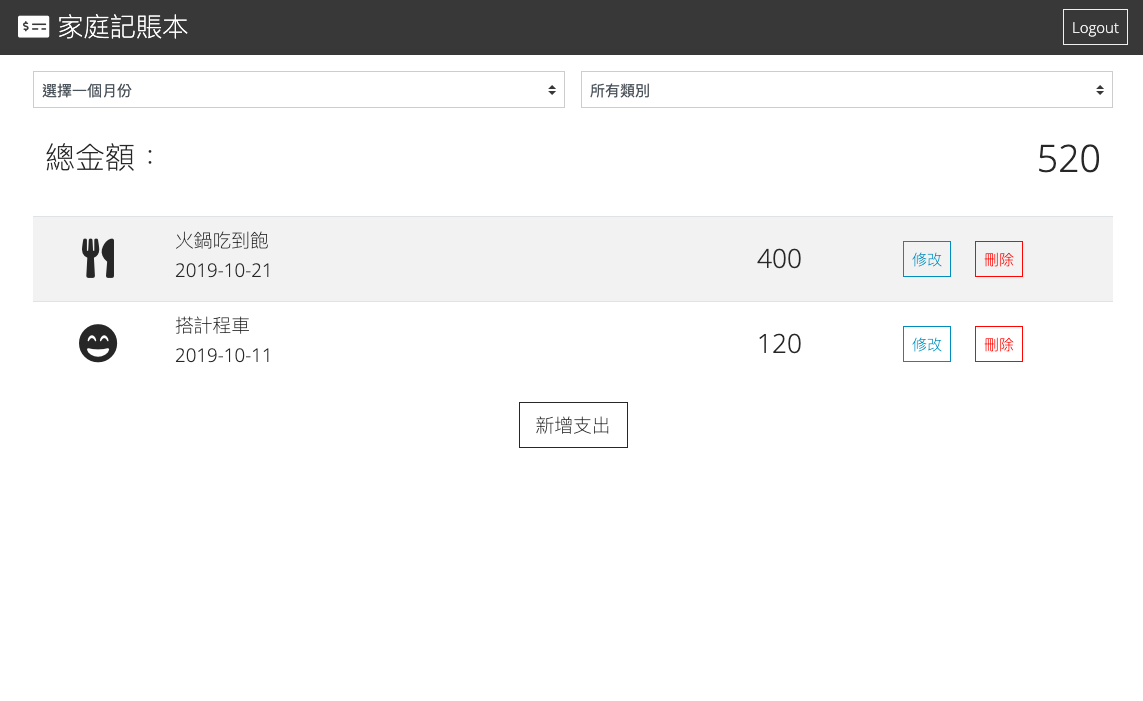 家庭記賬本
Logout
選擇一個月份
所有類別
總金額：
520
火鍋吃到飽
2019-10-21
400
修改
刪除
搭計程車
2019-10-11
120
修改
刪除
新增支出